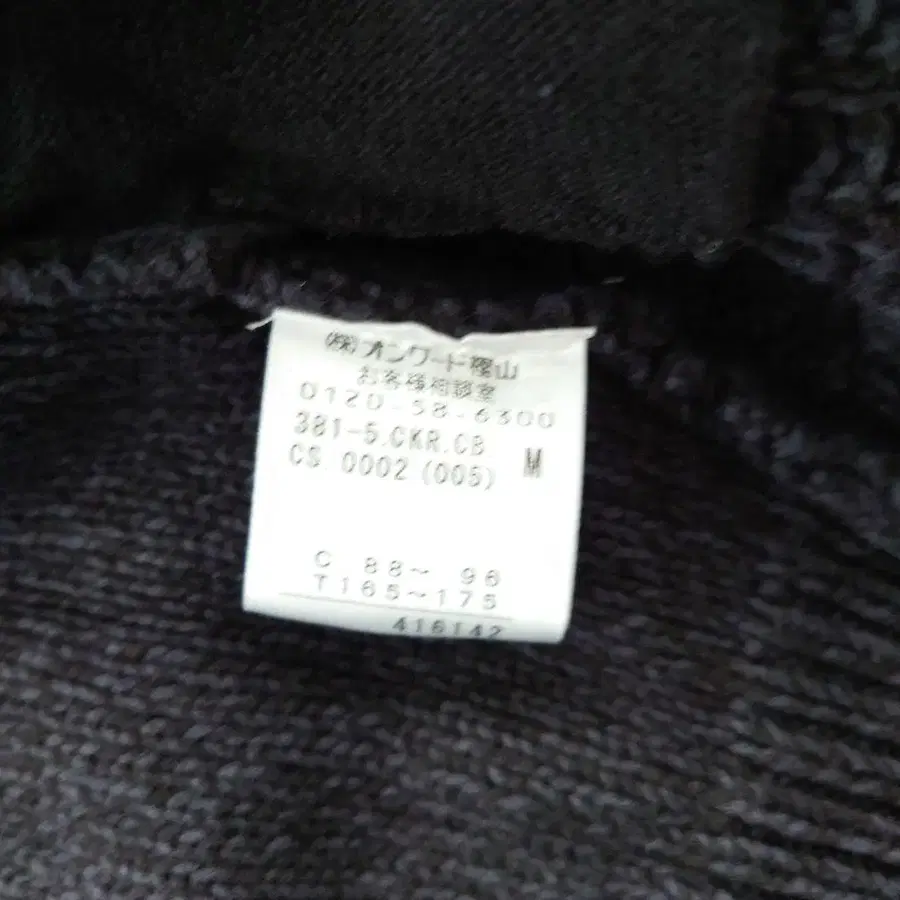 ㈱オンワード樫山
お客様相談室
0120-58-6300
381-5.CKR.CB
CS. 0002 (005) M
C 88～ 96
T165～175
416142